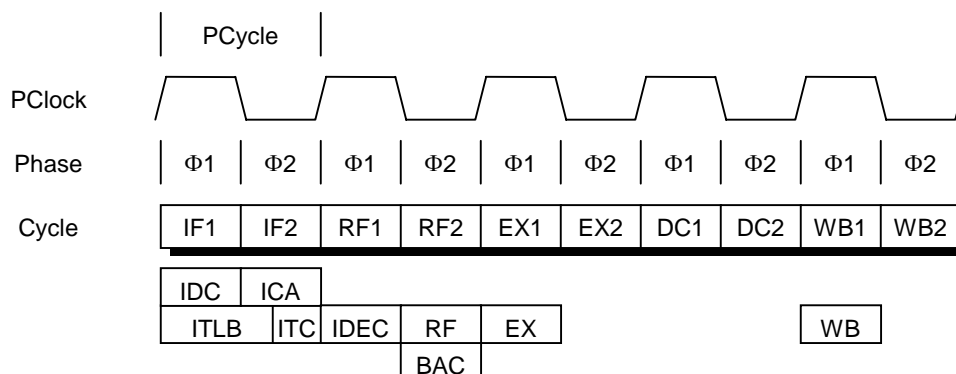 PCycle
PClock
Phase Φ1 Φ2 Φ1 Φ2 Φ1 Φ2 Φ1 Φ2 Φ1 Φ2
Cycle IF1 IF2 RF1 RF2 EX1 EX2 DC1 DC2 WB1 WB2
IDC ICA
ITLB ITC IDEC RF EX WB
BAC